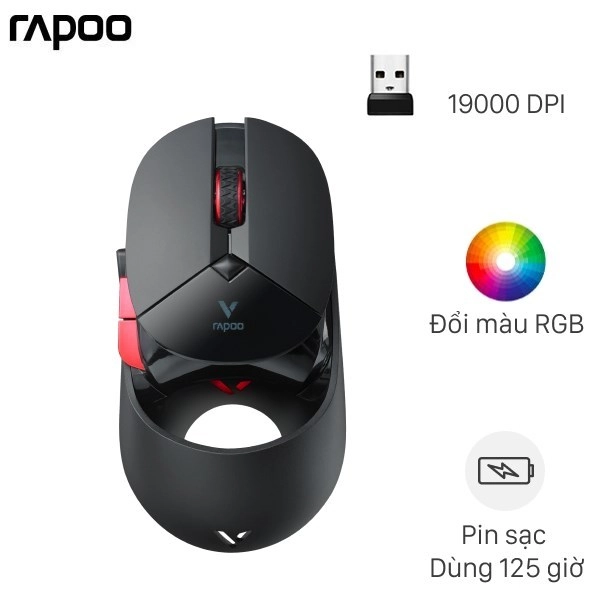 rapoo
19000 DPI
Đổi màu RGB
rapoo
Pin sạc
Dùng 125 giờ